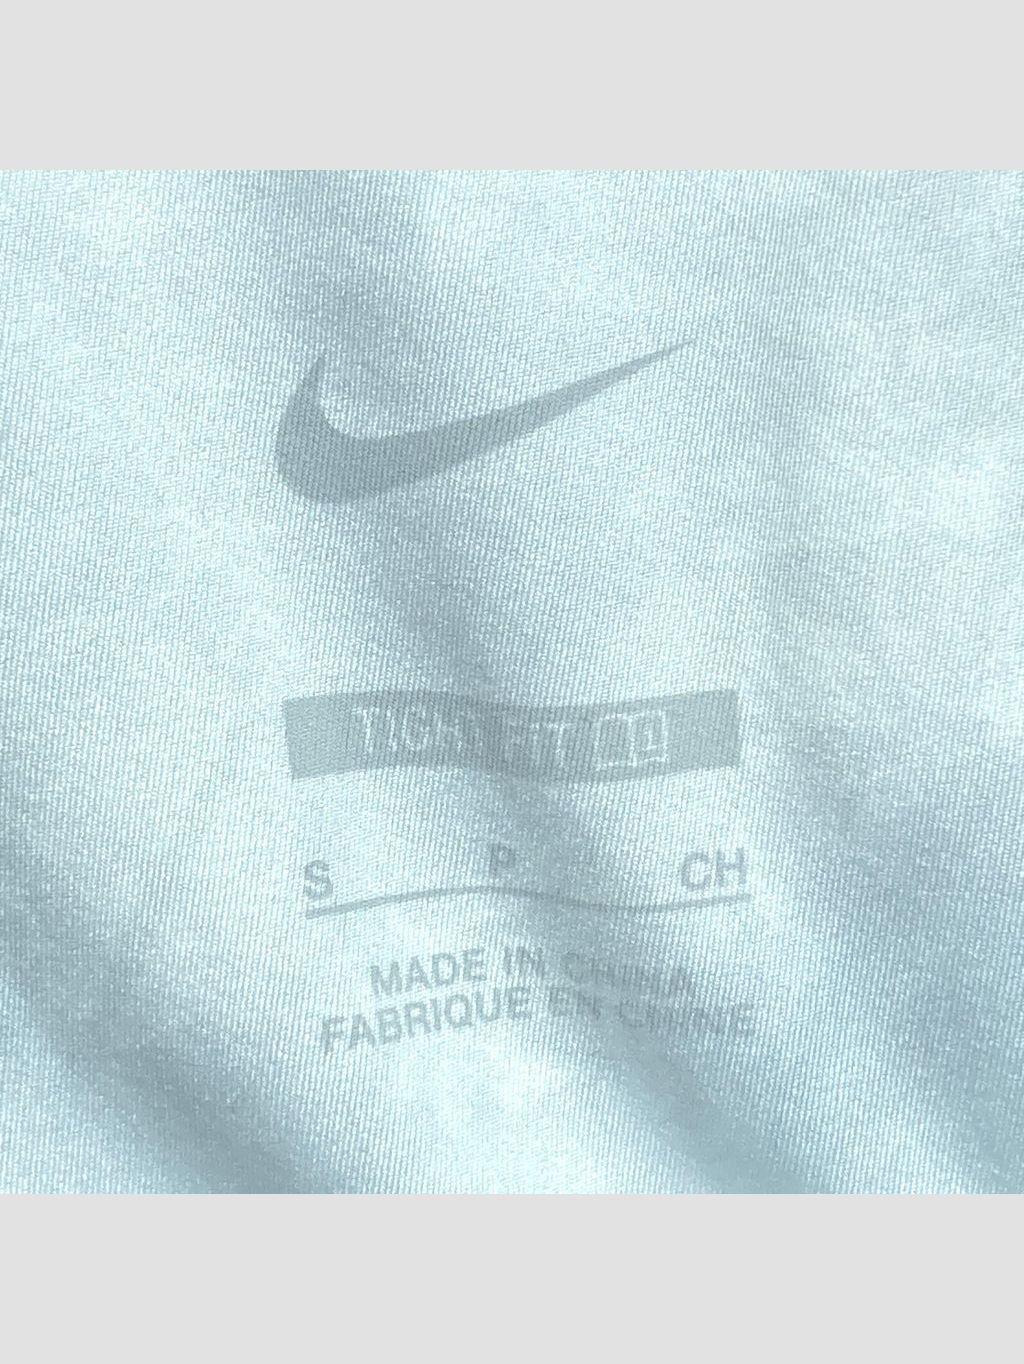 TIGHT FIT
S P CH
MADE IN CHINA
FABRIQUE EN CHINE